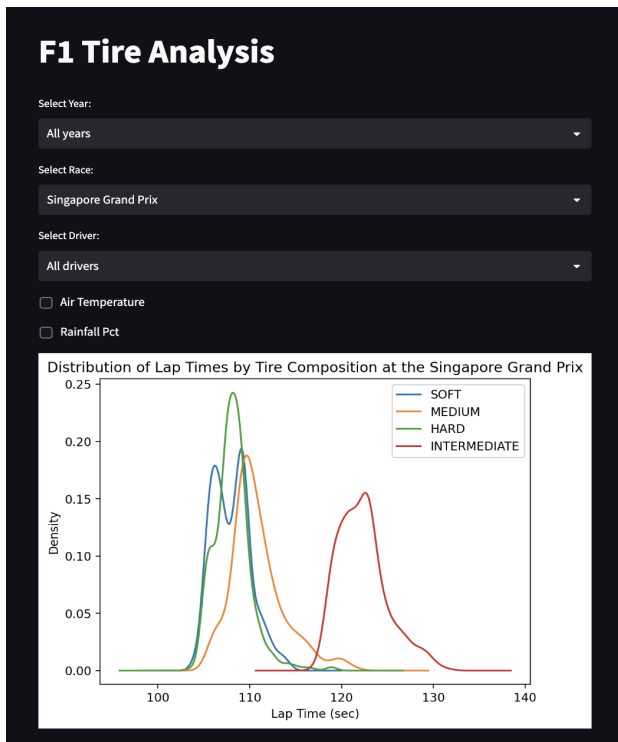 F1 Tire Analysis
Select Year:
All years
Select Race:
Singapore Grand Prix
Select Driver:
All drivers
Air Temperature
Rainfall Pct
Distribution of Lap Times by Tire Composition at the Singapore Grand Prix
SOFT
MEDIUM
HARD
INTERMEDIATE
0.25
0.20
0.15
0.10
0.05
0.00
Density
100
110
120
130
140
Lap Time (sec)